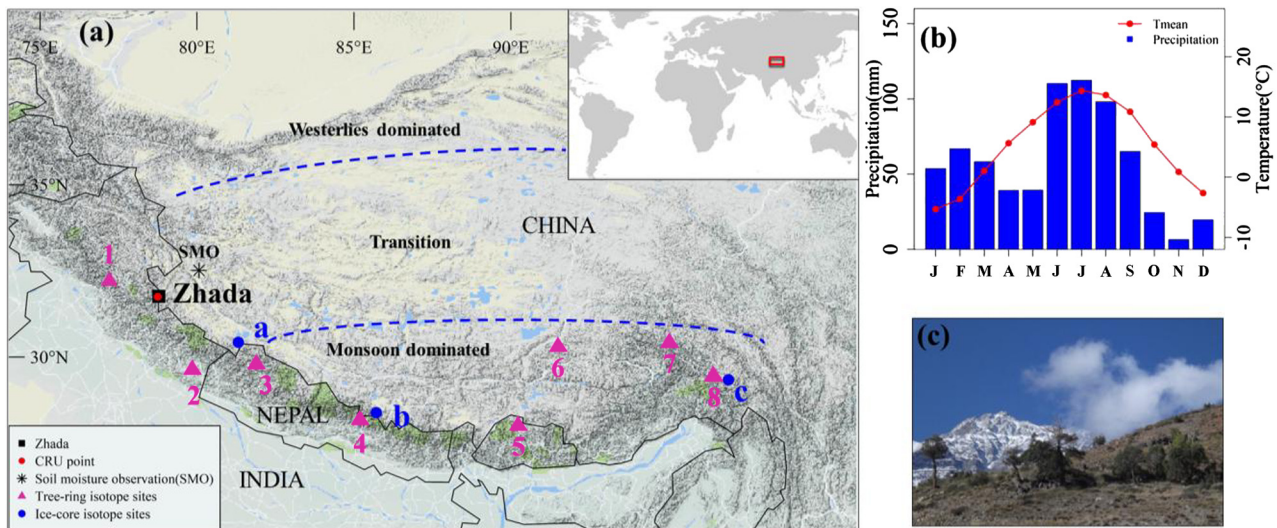 (a)
75°E
80°E
85°E
90°E
Westerlies dominated
35°N
CHINA
Transition
SMO
1
Zhada
a
30°N
Monsoon dominated
2
3
6
7
8
c
NEPAL
b
4
5
INDIA
Zhada
CRU point
Soil moisture observation(SMO)
Tree-ring isotope sites
Ice-core isotope sites
(b)
Tmean
Precipitation
Precipitation(mm)
150
100
50
0
Temperature(°C)
20
10
0
-10
J F M A M J J A S O N D
(c)